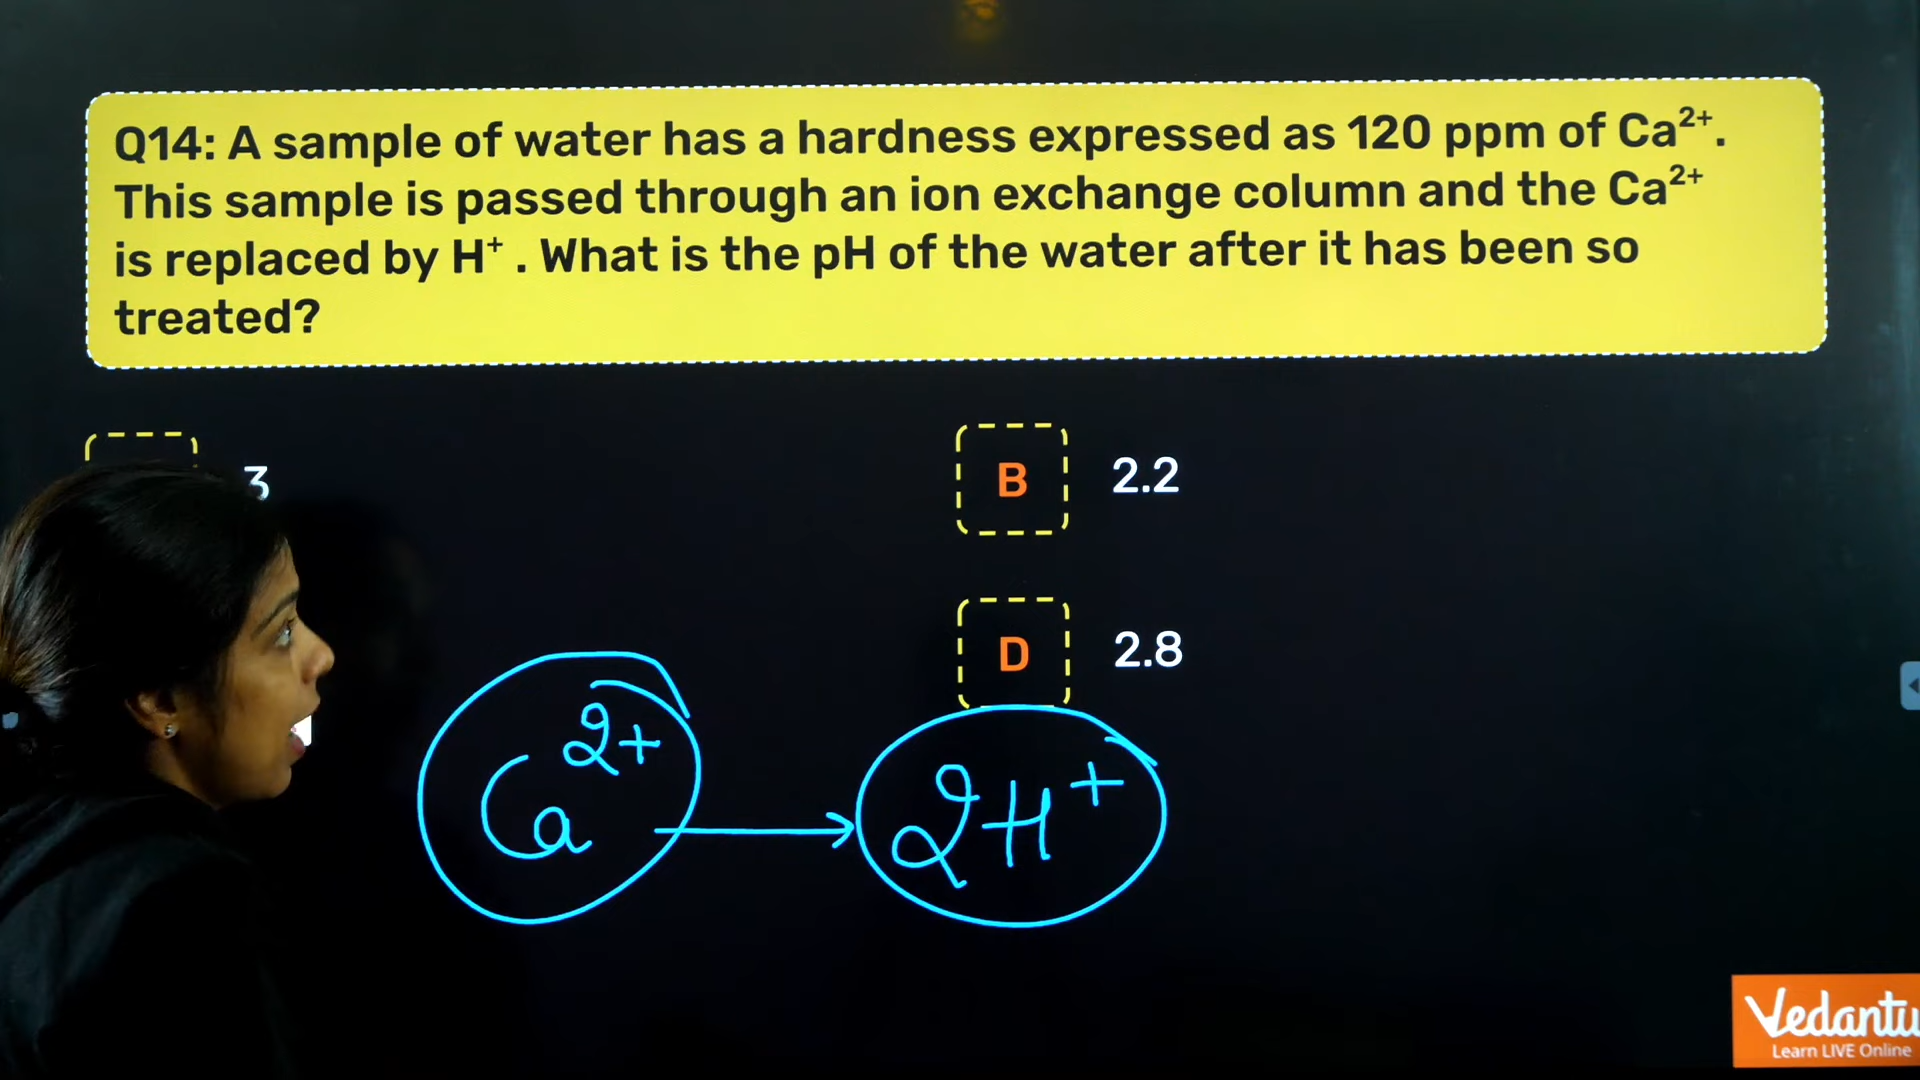 Q14: A sample of water has a hardness expressed as 120 ppm of Ca²⁺.
This sample is passed through an ion exchange column and the Ca²⁺
is replaced by H⁺ . What is the pH of the water after it has been so
treated?
3
B 2.2
D 2.8
Ca²⁺ → 2H⁺
Vedantu
Learn LIVE Online